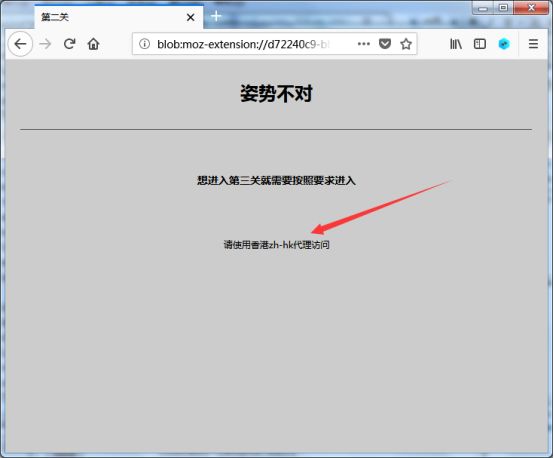 第二关
blob:moz-extension://d72240c9-b
姿势不对
想进入第三关就需要按照要求进入
请使用香港zh-hk代理访问